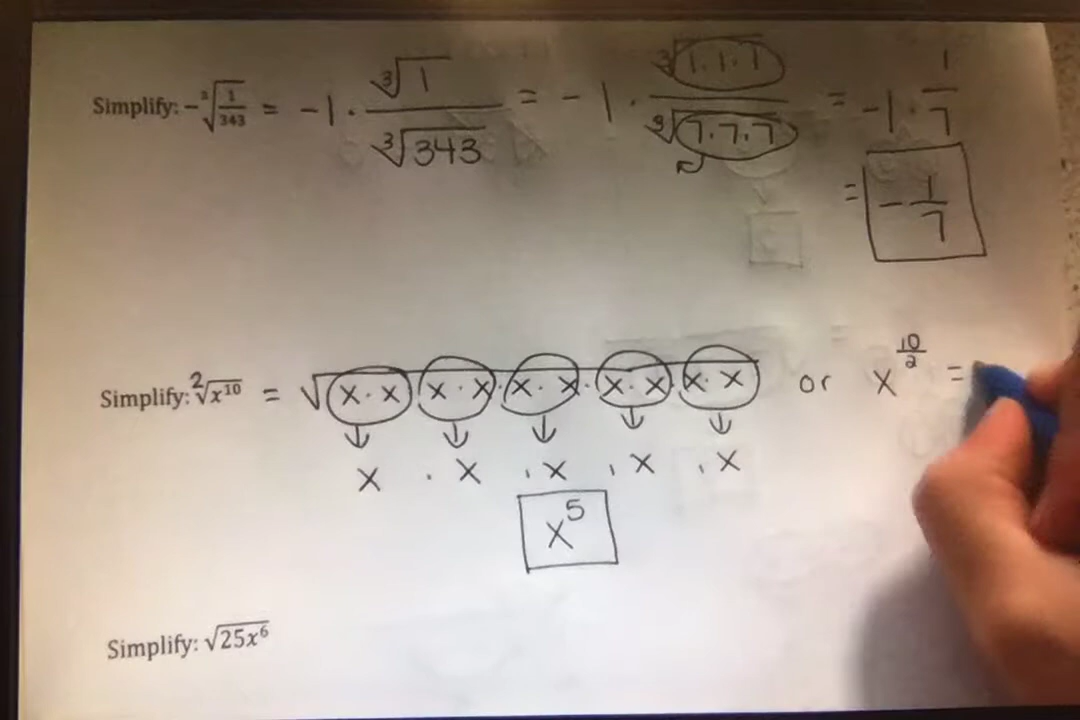 Simplify: -∛(1/343) = -1 · ∛1/∛343 = -1 · ∛(1·1·1)/∛(7·7·7) = -1 · 1/7
= -1/7
Simplify: ²√x¹⁰ = √(x·x x·x·x·x·x·x x·x) or x^(10/2) =
x · x · x · x · x
x⁵
Simplify: √25x⁶